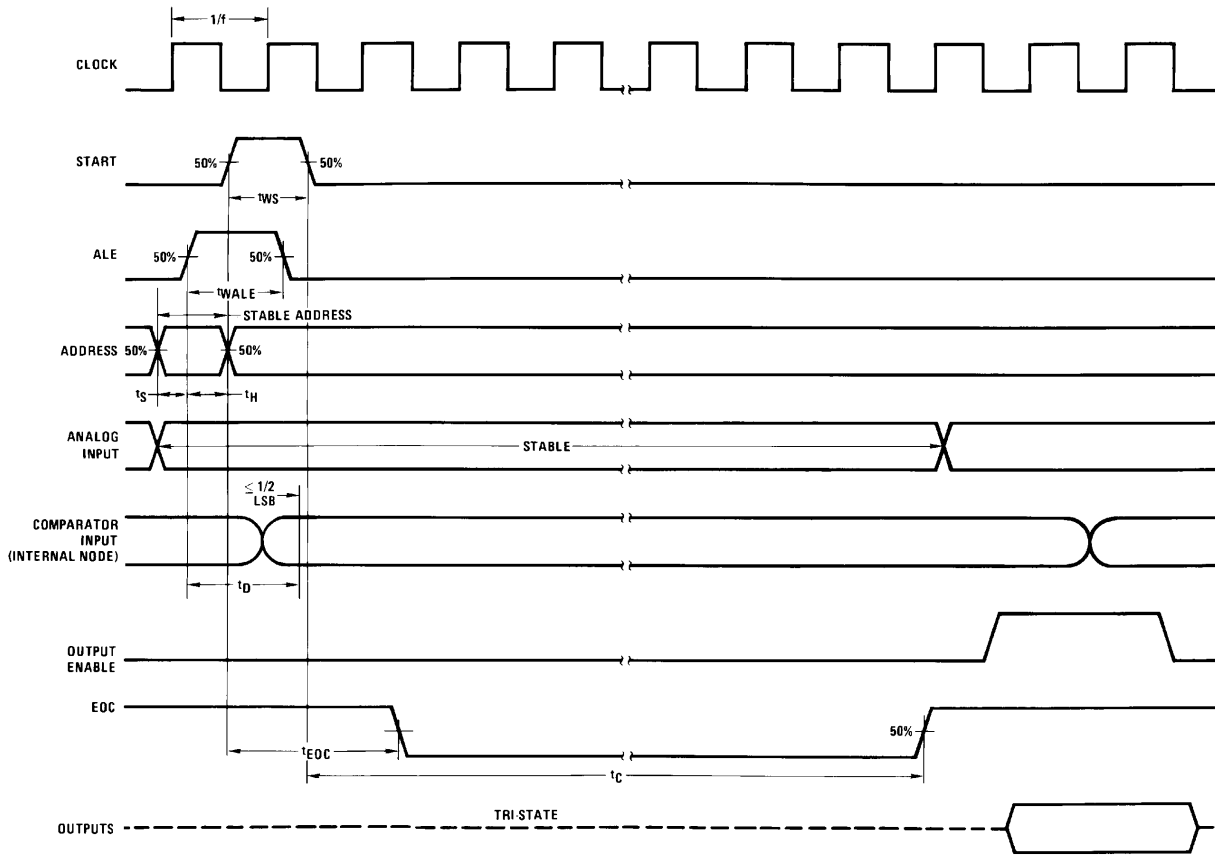 1/f
CLOCK
START
50%
50%
tWS
ALE
50%
50%
tWALE
STABLE ADDRESS
ADDRESS
50%
50%
tS
tH
ANALOG
INPUT
STABLE
≤ 1/2
LSB
COMPARATOR
INPUT
(INTERNAL NODE)
tD
OUTPUT
ENABLE
EOC
50%
tEOC
tC
TRI-STATE
OUTPUTS